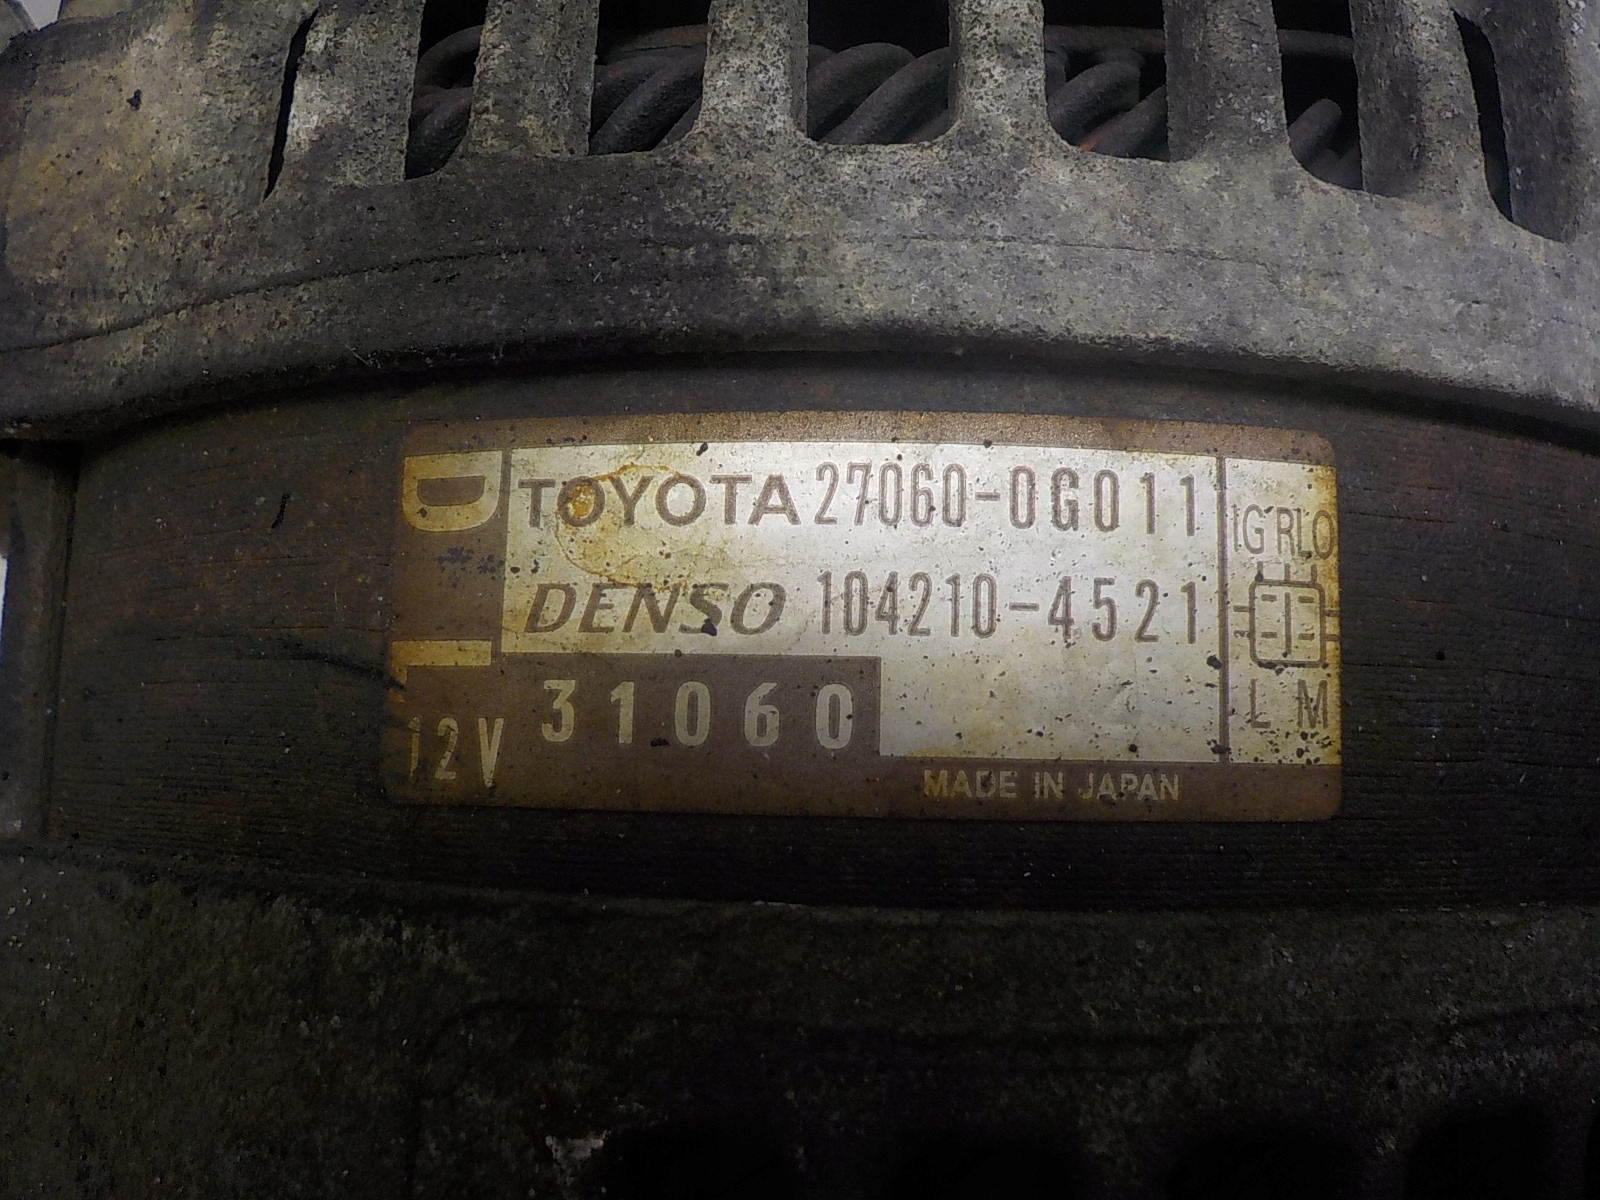 D
TOYOTA 27060-0G011
DENSO 104210-4521
31060
12V
MADE IN JAPAN
IG RLO
L M